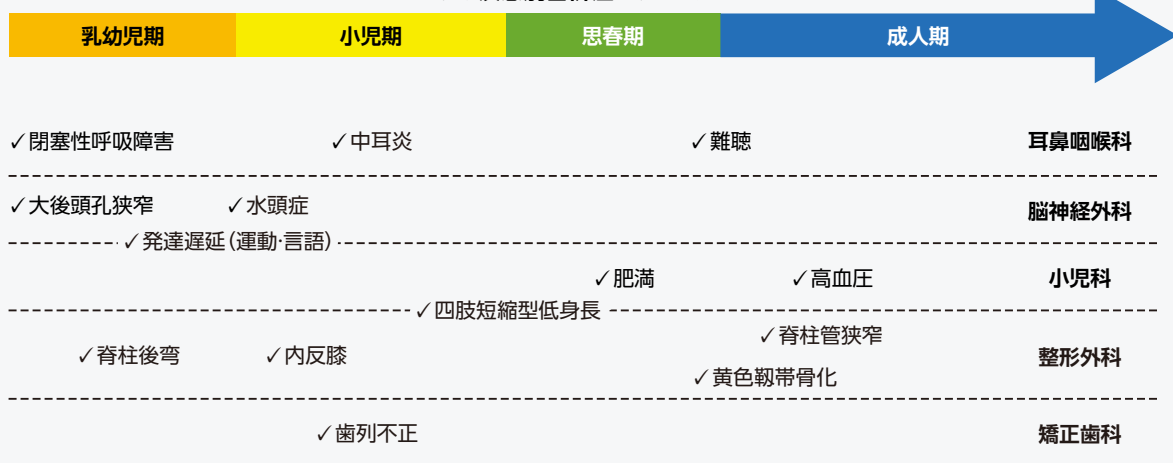 乳幼児期 小児期 思春期 成人期
✓閉塞性呼吸障害 ✓中耳炎 ✓難聴 耳鼻咽喉科
✓大後頭孔狭窄 ✓水頭症 脳神経外科
✓発達遅延(運動·言語)
✓肥満 ✓高血圧 小児科
✓四肢短縮型低身長
✓脊柱管狭窄
✓脊柱後弯 ✓内反膝 整形外科
✓黄色靱帯骨化
✓歯列不正 矯正歯科